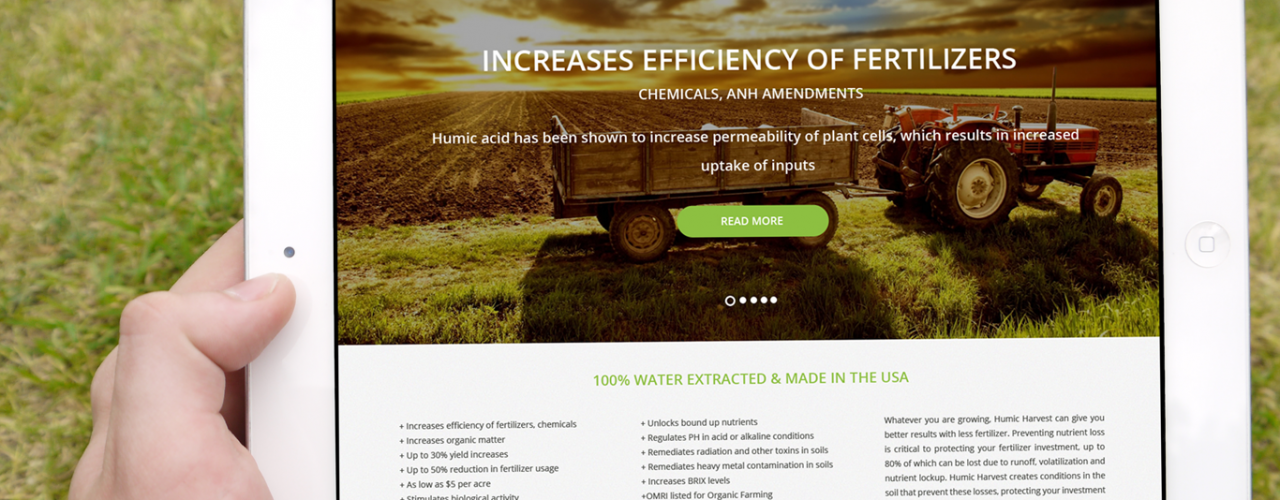 INCREASES EFFICIENCY OF FERTILIZERS
CHEMICALS, ANH AMENDMENTS
Humic acid has been shown to increase permeability of plant cells, which results in increased
uptake of inputs
READ MORE
100% WATER EXTRACTED & MADE IN THE USA
+ Increases efficiency of fertilizers, chemicals
+ Increases organic matter
+ Up to 30% yield increases
+ Up to 50% reduction in fertilizer usage
+ As low as $5 per acre
+ Stimulates biological activity
+ Unlocks bound up nutrients
+ Regulates PH in acid or alkaline conditions
+ Remediates radiation and other toxins in soils
+ Remediates heavy metal contamination in soils
+ Increases BRIX levels
+OMRI listed for Organic Farming
Whatever you are growing, Humic Harvest can give you
better results with less fertilizer. Preventing nutrient loss
is critical to protecting your fertilizer investment, up to
80% of which can be lost due to runoff, volatilization and
nutrient lockup. Humic Harvest creates conditions in the
soil that prevent these losses, protecting your investment